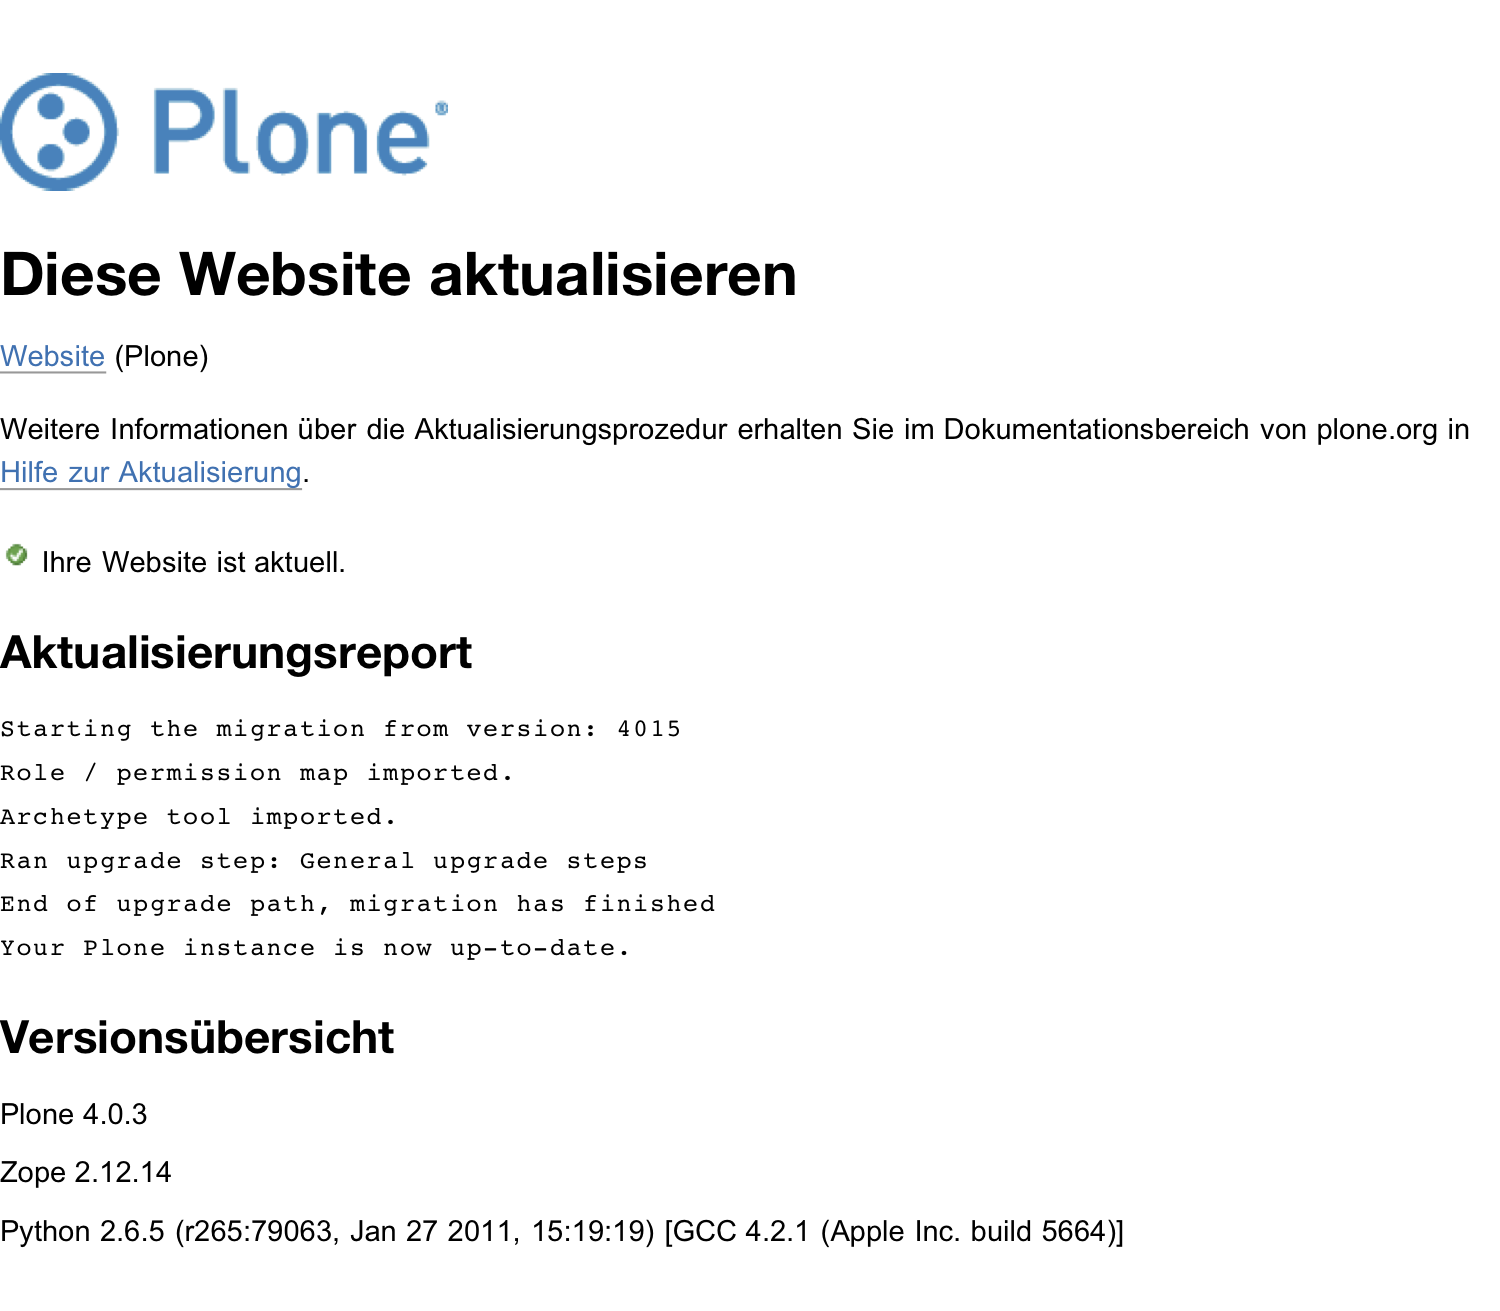 Plone®
Diese Website aktualisieren
Website (Plone)
Weitere Informationen über die Aktualisierungsprozedur erhalten Sie im Dokumentationsbereich von plone.org in
Hilfe zur Aktualisierung.
Ihre Website ist aktuell.
Aktualisierungsreport
Starting the migration from version: 4015
Role / permission map imported.
Archetype tool imported.
Ran upgrade step: General upgrade steps
End of upgrade path, migration has finished
Your Plone instance is now up-to-date.
Versionsübersicht
Plone 4.0.3
Zope 2.12.14
Python 2.6.5 (r265:79063, Jan 27 2011, 15:19:19) [GCC 4.2.1 (Apple Inc. build 5664)]